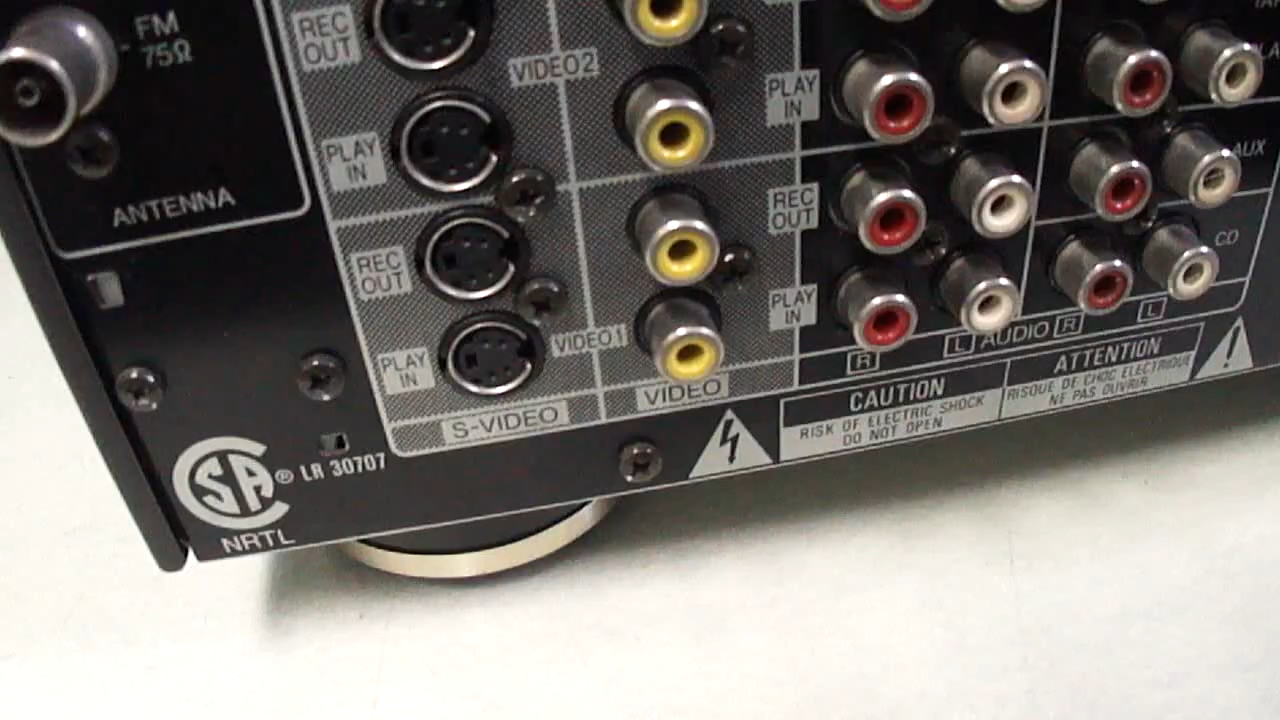 FM
75Ω
ANTENNA
REC
OUT
VIDEO2
PLAY
IN
REC
OUT
PLAY
IN
VIDEO1
S-VIDEO
VIDEO
PLAY
IN
REC
OUT
PLAY
IN
R
L AUDIO R
L
AUX
CD
CAUTION
RISK OF ELECTRIC SHOCK
DO NOT OPEN
ATTENTION
RISQUE DE CHOC ELECTRIQUE
NE PAS OUVRIR
CSA ® LR 30707
NRTL